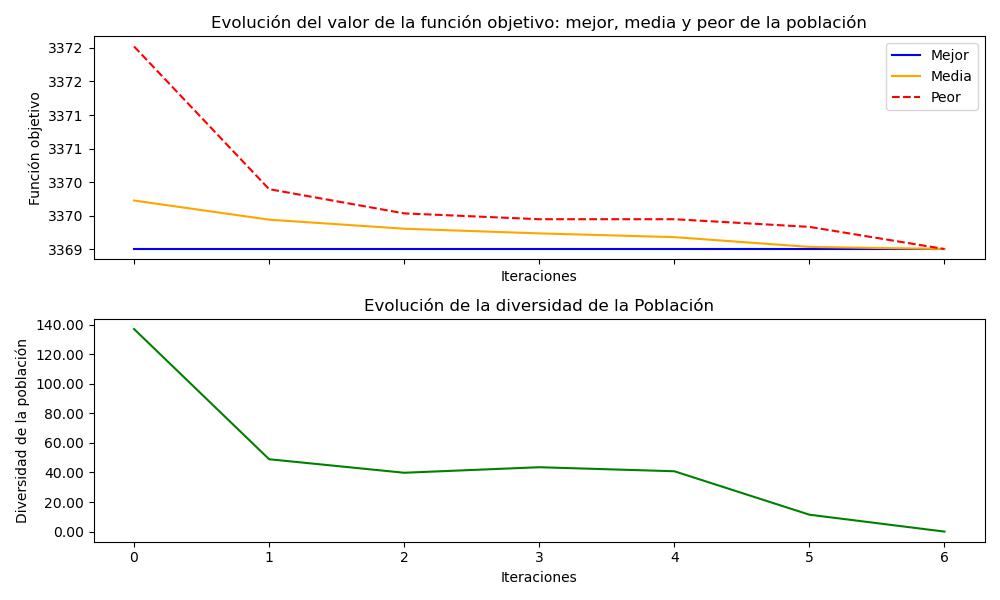 Evolución del valor de la función objetivo: mejor, media y peor de la población
3372
3372
3371
3371
3370
3370
3369
Función objetivo
Mejor
Media
Peor
Iteraciones
Evolución de la diversidad de la Población
140.00
120.00
100.00
80.00
60.00
40.00
20.00
0.00
Diversidad de la población
0 1 2 3 4 5 6
Iteraciones